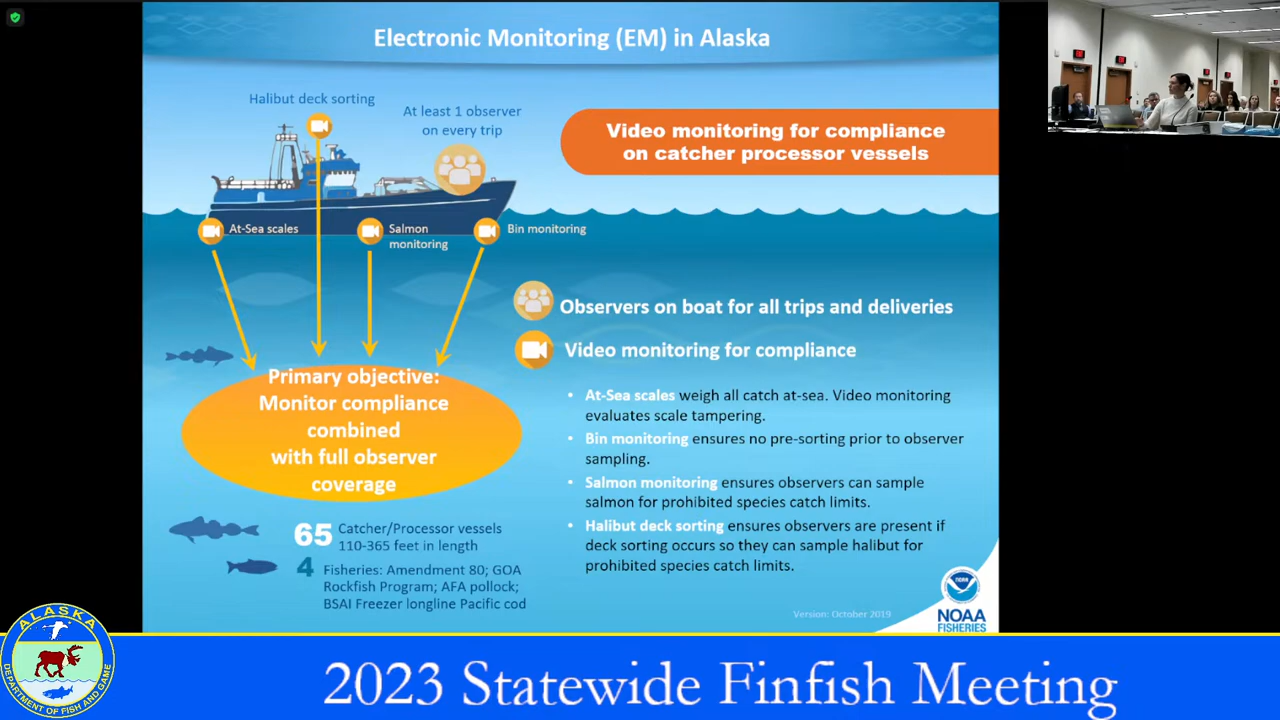 Electronic Monitoring (EM) in Alaska
Halibut deck sorting
At least 1 observer
on every trip
Video monitoring for compliance
on catcher processor vessels
At-Sea scales
Salmon
monitoring
Bin monitoring
Observers on boat for all trips and deliveries
Video monitoring for compliance
Primary objective:
Monitor compliance
combined
with full observer
coverage
• At-Sea scales weigh all catch at-sea. Video monitoring
evaluates scale tampering.
• Bin monitoring ensures no pre-sorting prior to observer
sampling.
• Salmon monitoring ensures observers can sample
salmon for prohibited species catch limits.
• Halibut deck sorting ensures observers are present if
deck sorting occurs so they can sample halibut for
prohibited species catch limits.
65 Catcher/Processor vessels
110-365 feet in length
4 Fisheries: Amendment 80; GOA
Rockfish Program; AFA pollock;
BSAI Freezer longline Pacific cod
Version: October 2019
NOAA
NOAA
FISHERIES
ALASKA
DEPARTMENT OF FISH AND GAME
2023 Statewide Finfish Meeting